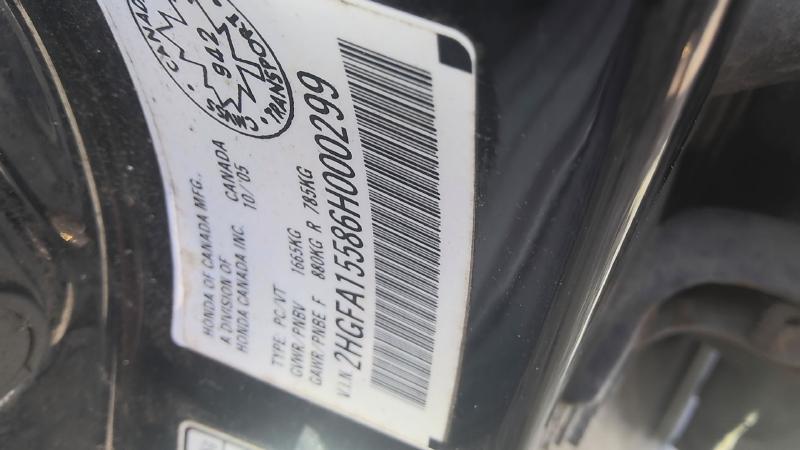 CANADA
942
TRANSPORT
HONDA OF CANADA MFG.,
A DIVISION OF
HONDA CANADA INC. CANADA
10/05
TYPE PC/VT
GVWR/PNBV 1665KG
GAWR/PNBE F 880KG R 785KG
V.I.N. 2HGFA15586H000299